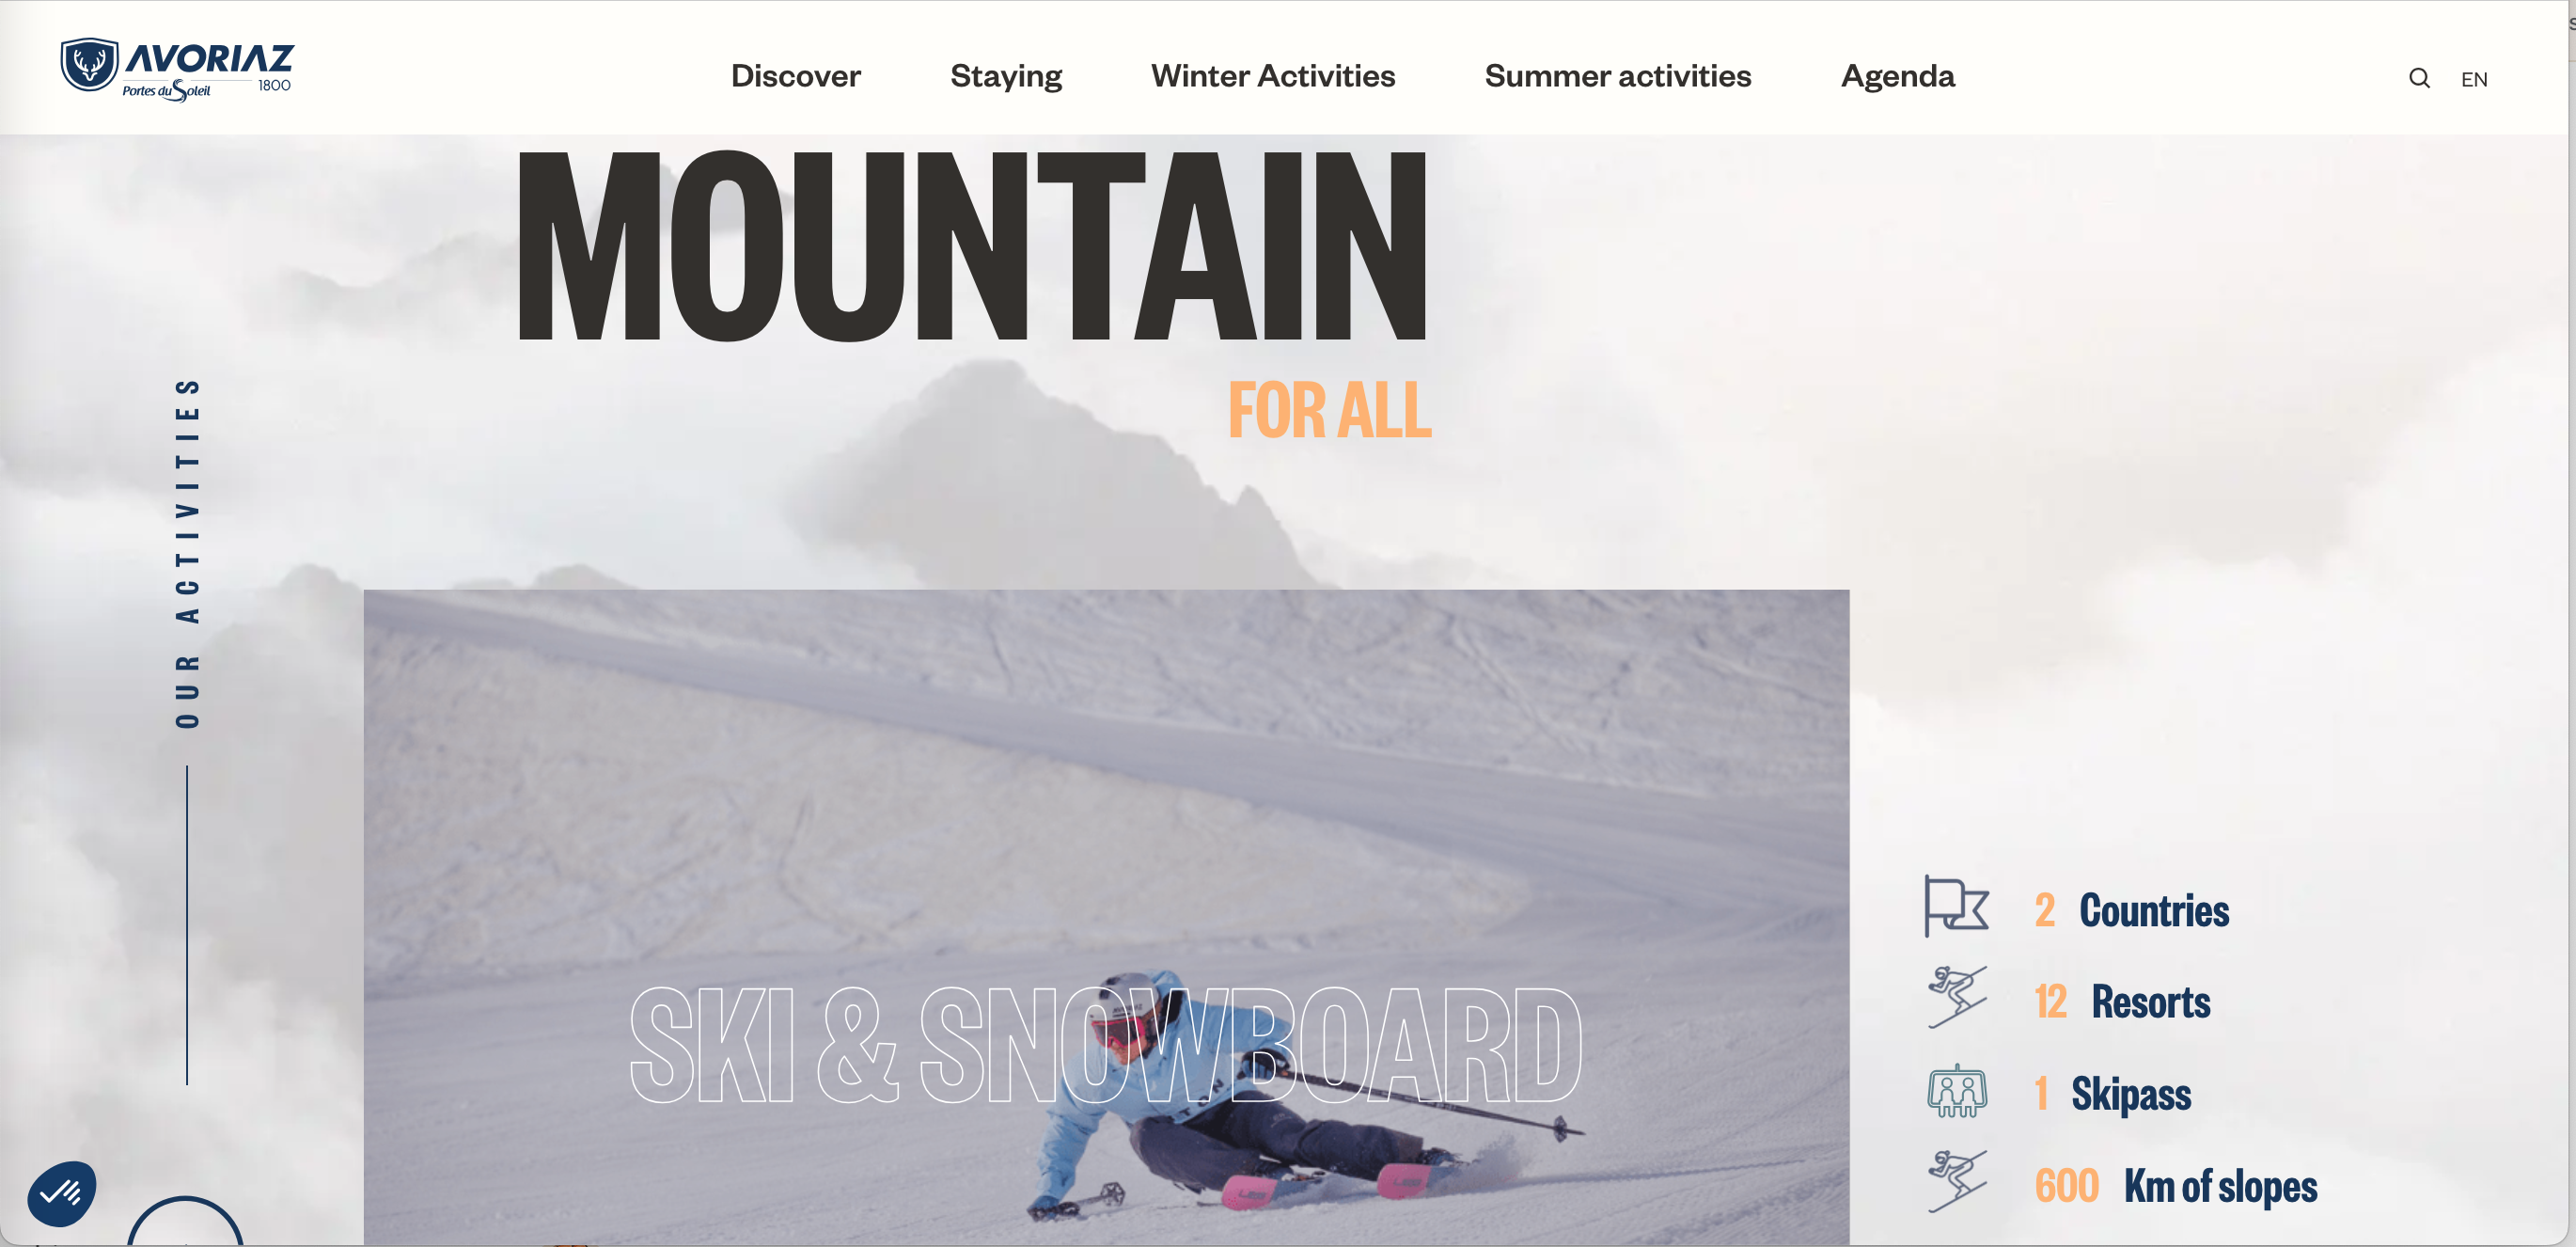 AVORIAZ
Portes du Soleil 1800
Discover
Staying
Winter Activities
Summer activities
Agenda
EN
MOUNTAIN
FOR ALL
OUR ACTIVITIES
SKI & SNOWBOARD
2 Countries
12 Resorts
1 Skipass
600 Km of slopes